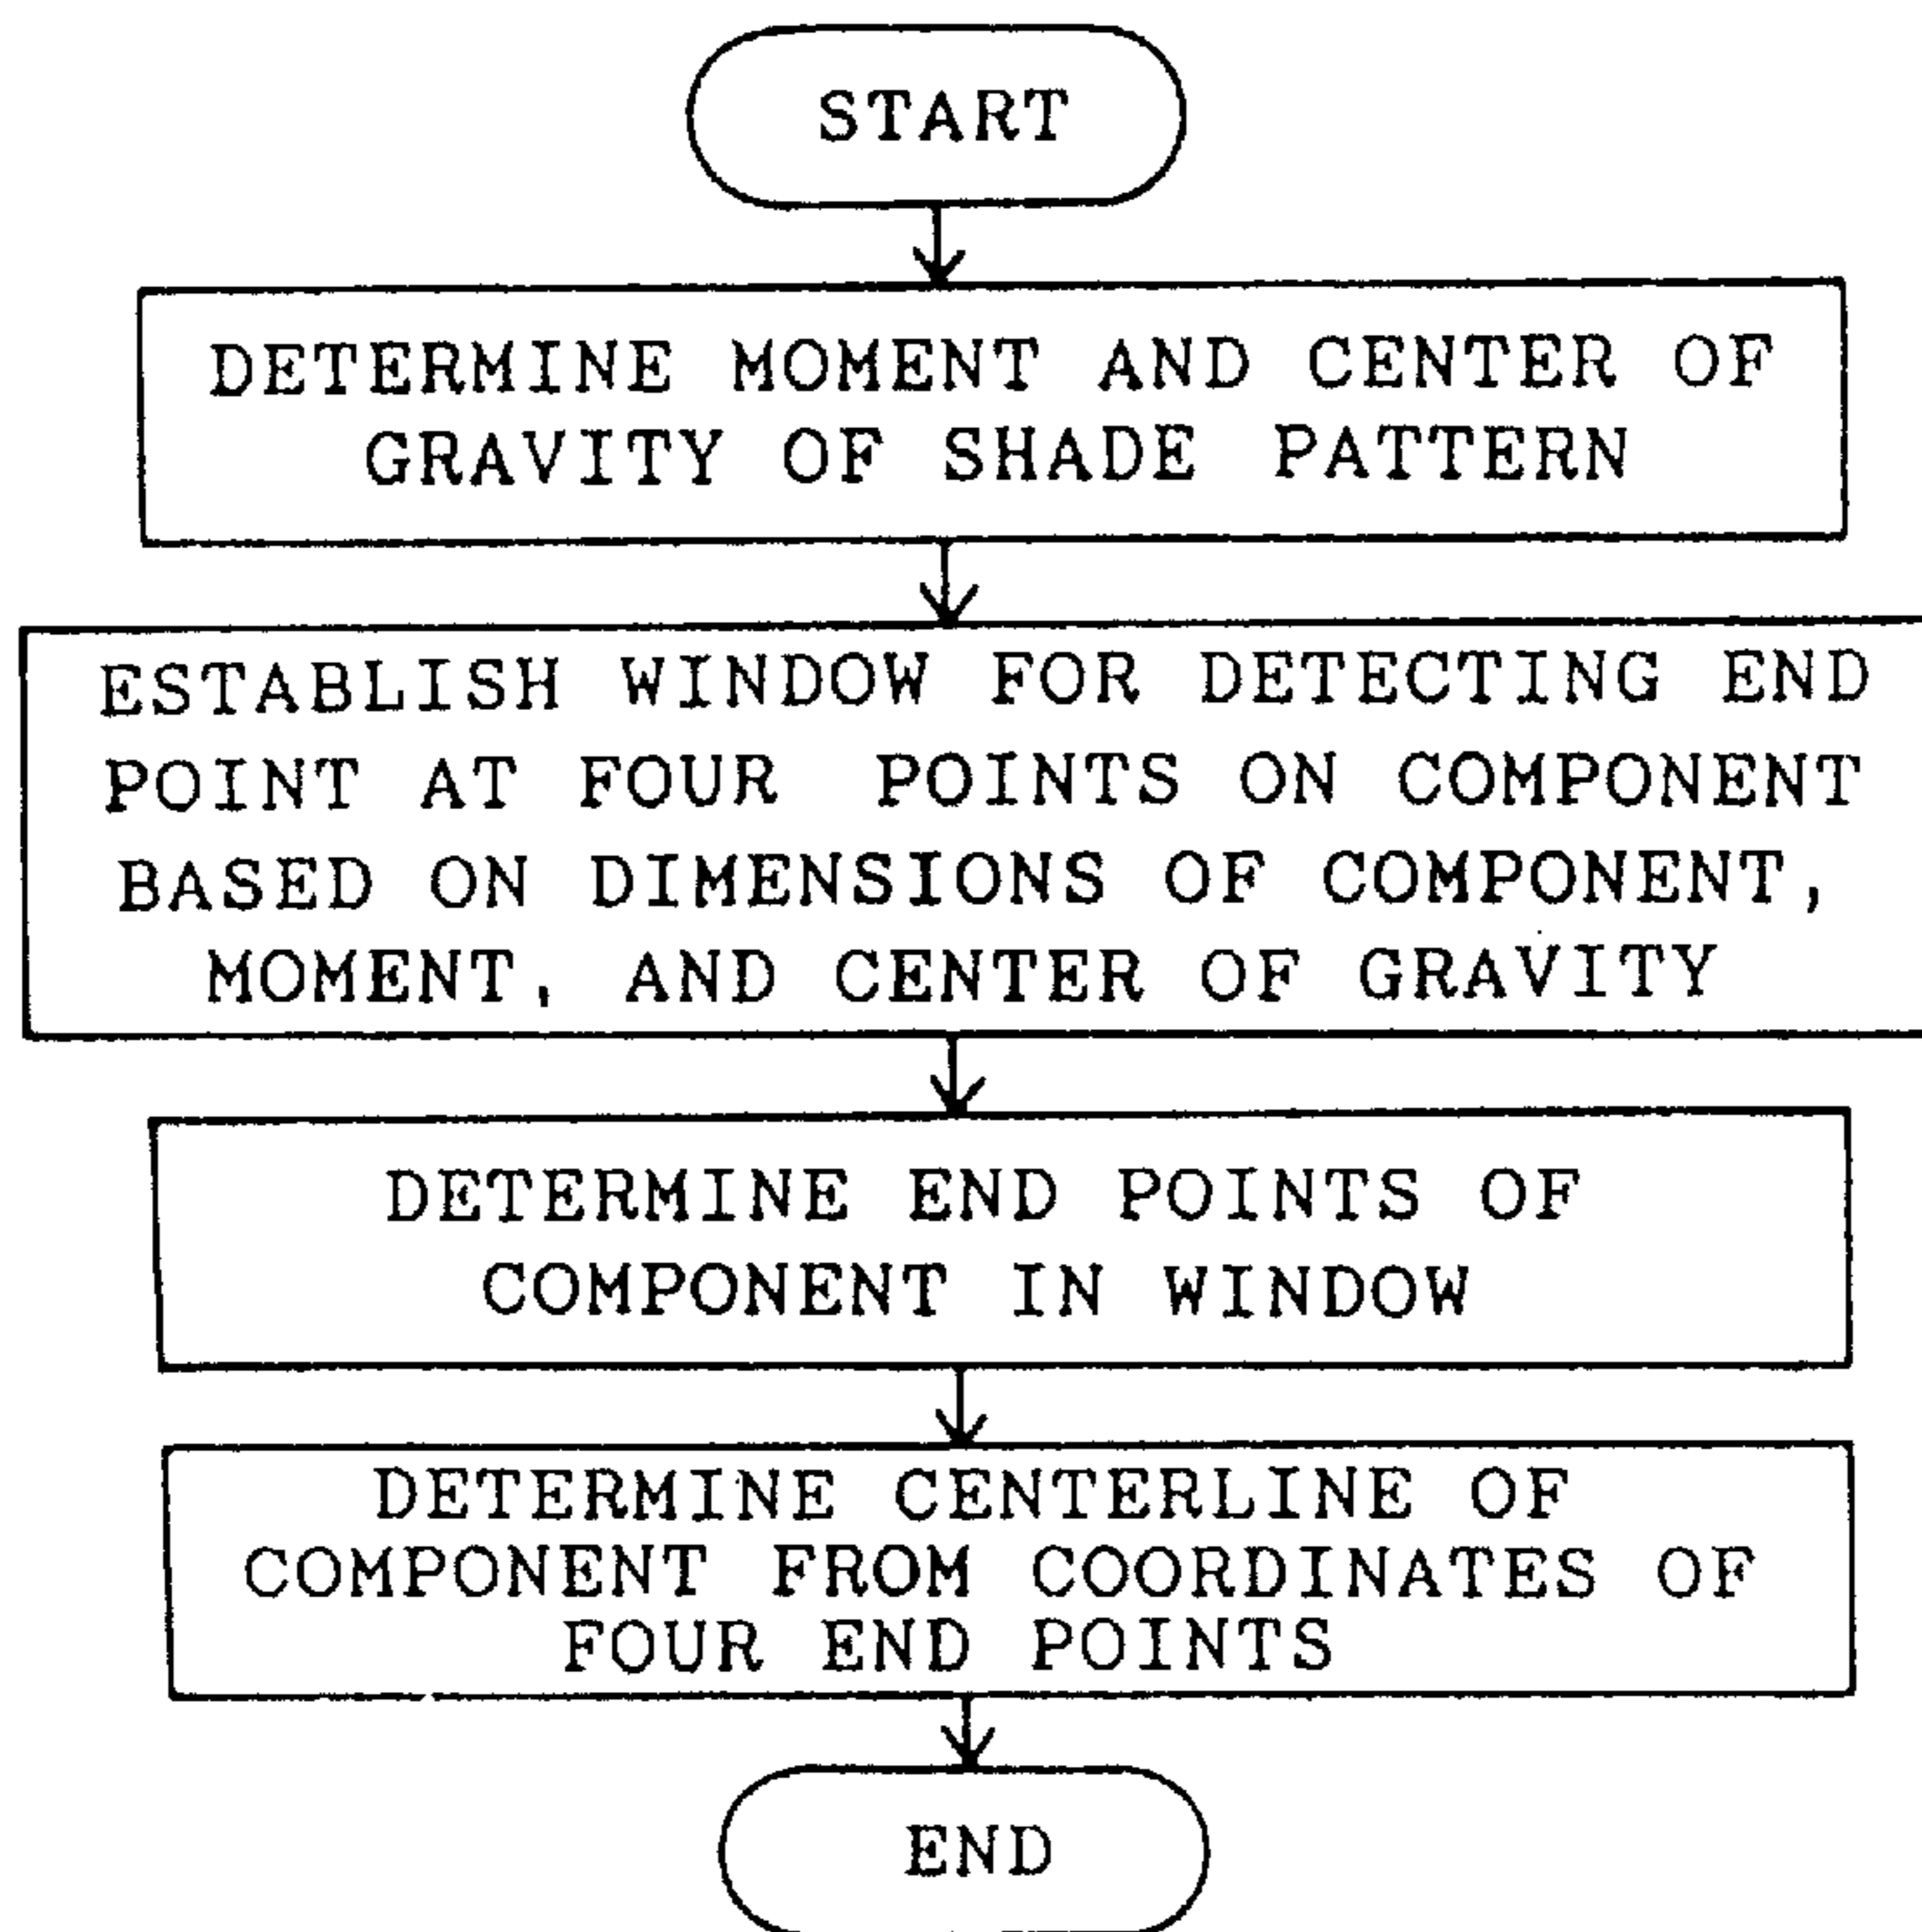 START
DETERMINE MOMENT AND CENTER OF
GRAVITY OF SHADE PATTERN
ESTABLISH WINDOW FOR DETECTING END
POINT AT FOUR POINTS ON COMPONENT
BASED ON DIMENSIONS OF COMPONENT,
MOMENT, AND CENTER OF GRAVITY
DETERMINE END POINTS OF
COMPONENT IN WINDOW
DETERMINE CENTERLINE OF
COMPONENT FROM COORDINATES OF
FOUR END POINTS
END